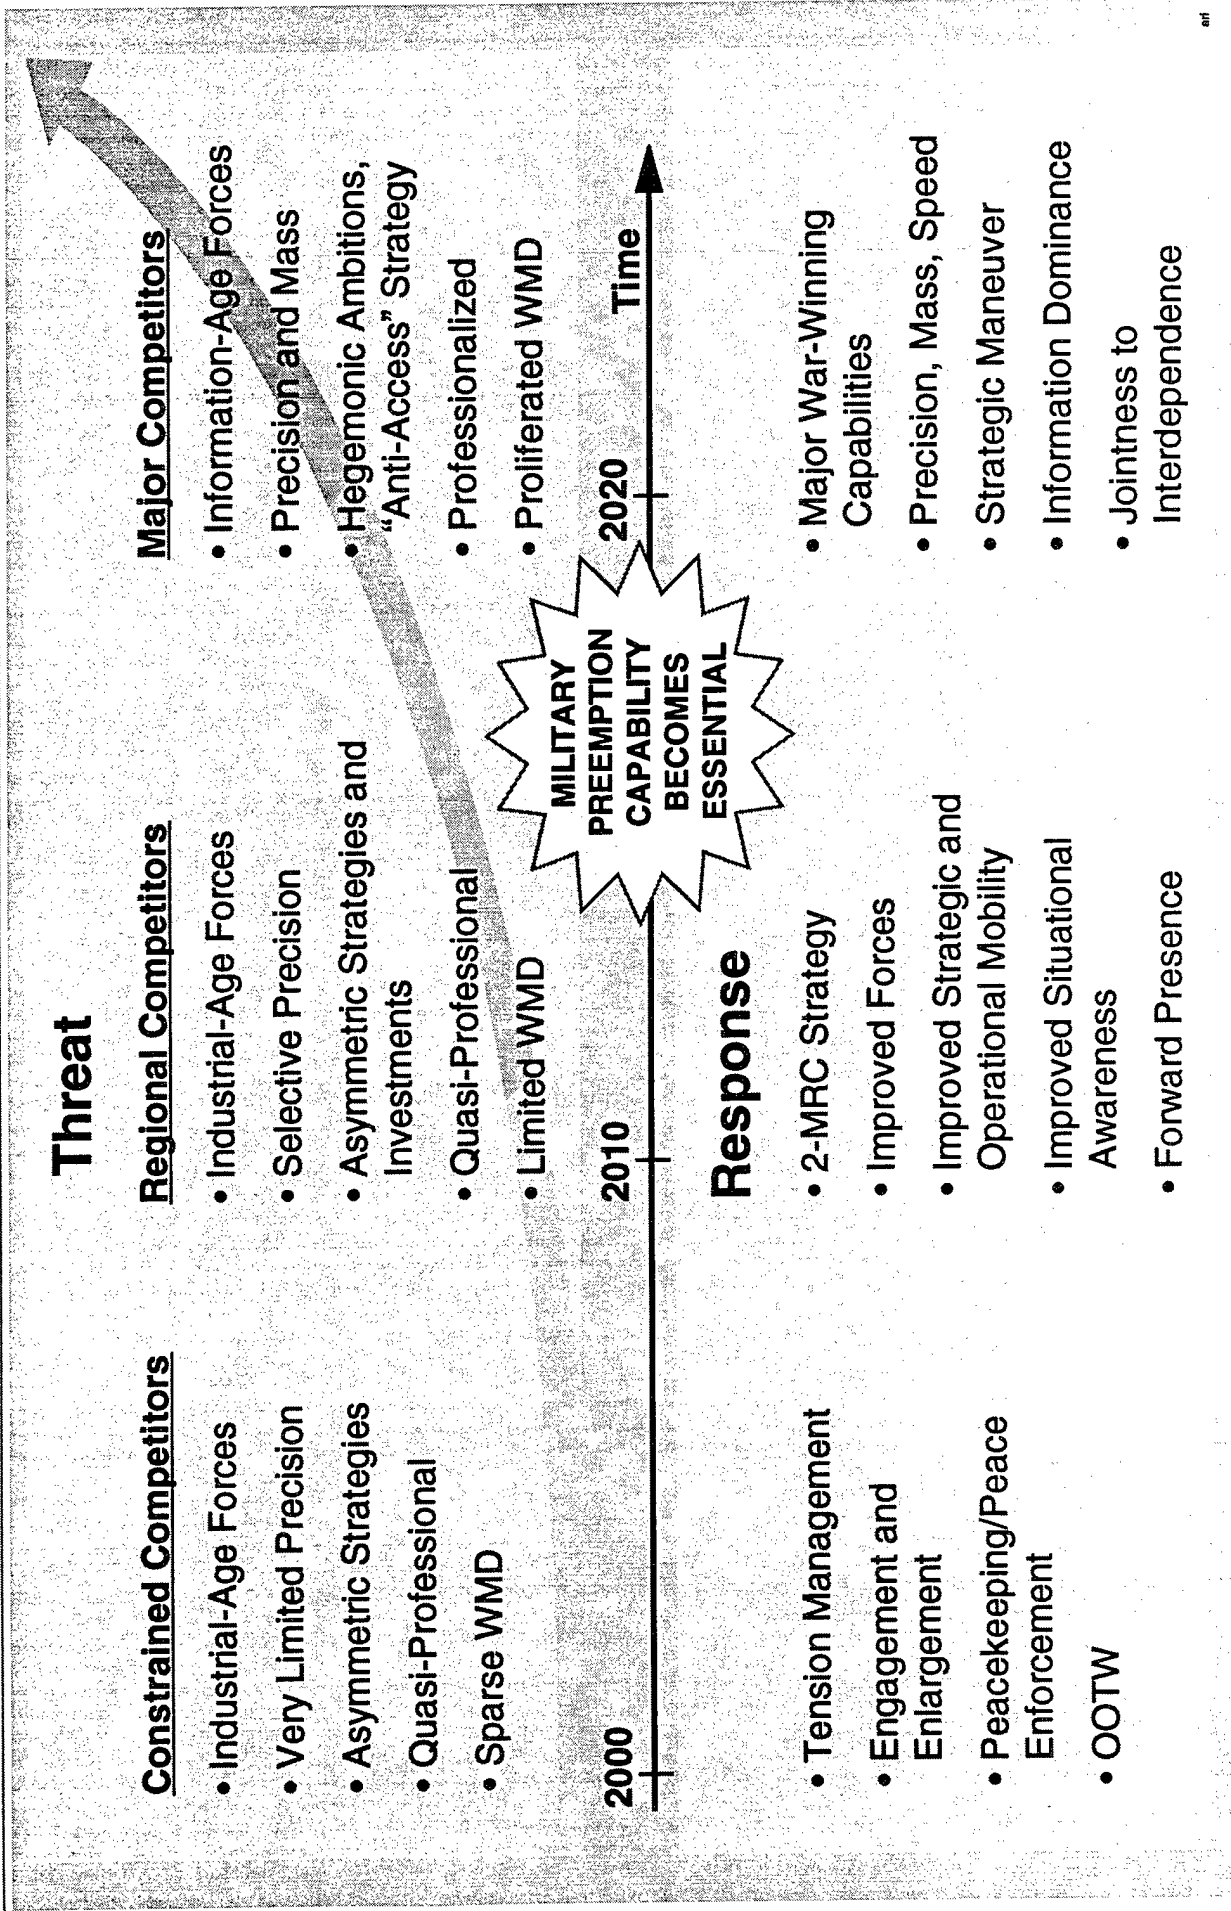 Threat
Constrained Competitors
• Industrial-Age Forces
• Very Limited Precision
• Asymmetric Strategies
• Quasi-Professional
• Sparse WMD
Regional Competitors
• Industrial-Age Forces
• Selective Precision
• Asymmetric Strategies and
Investments
• Quasi-Professional
• Limited WMD
Major Competitors
• Information-Age Forces
• Precision and Mass
• Hegemonic Ambitions,
“Anti-Access” Strategy
• Professionalized
• Proliferated WMD
2000
2010
MILITARY
PREEMPTION
CAPABILITY
BECOMES
ESSENTIAL
2020
Time
Response
• Tension Management
• Engagement and
Enlargement
• Peacekeeping/Peace
Enforcement
• OOTW
• 2-MRC Strategy
• Improved Forces
• Improved Strategic and
Operational Mobility
• Improved Situational
Awareness
• Forward Presence
• Major War-Winning
Capabilities
• Precision, Mass, Speed
• Strategic Maneuver
• Information Dominance
• Jointness to
Interdependence